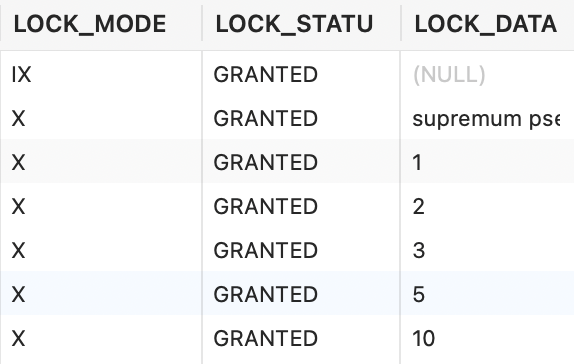 LOCK_MODE LOCK_STATU LOCK_DATA
IX GRANTED (NULL)
X GRANTED supremum pse
X GRANTED 1
X GRANTED 2
X GRANTED 3
X GRANTED 5
X GRANTED 10